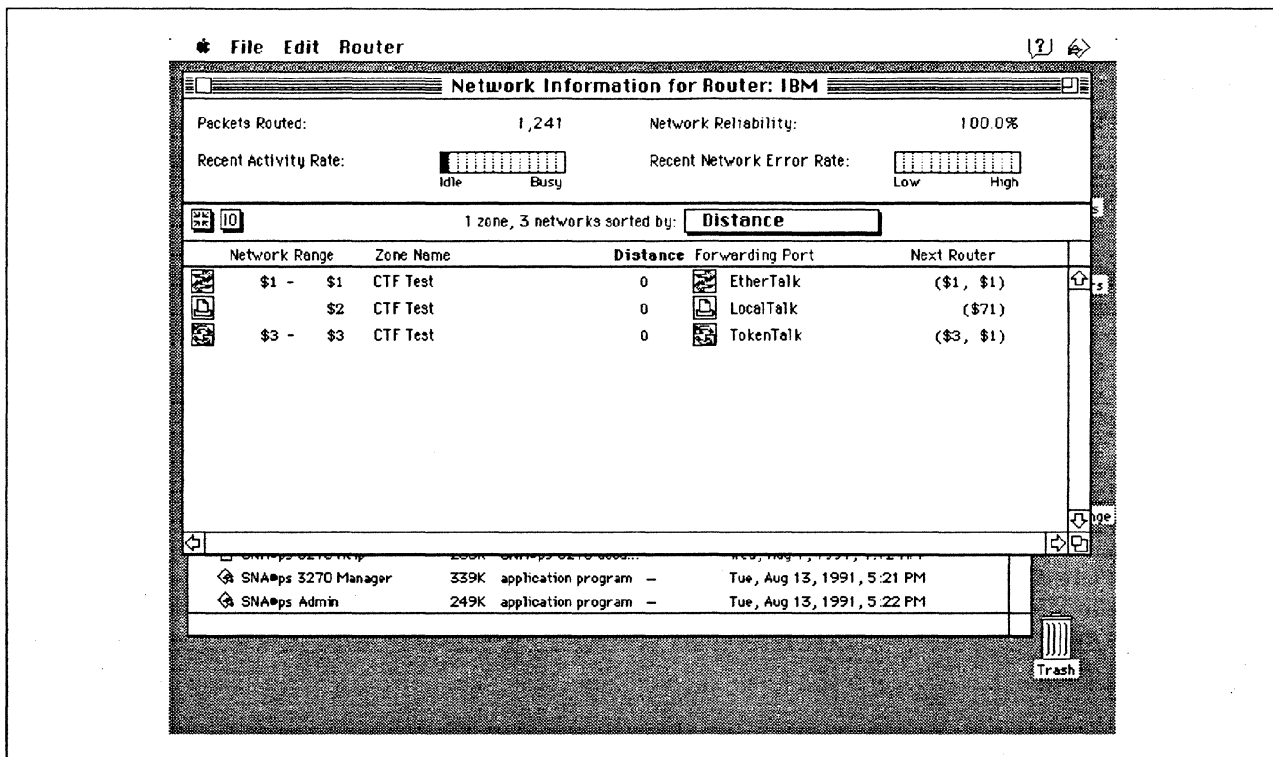 File Edit Router
Network Information for Router: IBM
Packets Routed: 1,241 Network Reliability: 100.0%
Recent Activity Rate: Recent Network Error Rate:
Idle Busy Low High
10 1 zone, 3 networks sorted by: Distance
Network Range Zone Name Distance Forwarding Port Next Router
$1 - $1 CTF Test 0 EtherTalk ($1, $1)
$2 CTF Test 0 LocalTalk ($71)
$3 - $3 CTF Test 0 TokenTalk ($3, $1)
SNA•ps 3270 Manager 339K application program – Tue, Aug 13, 1991, 5:21 PM
SNA•ps Admin 249K application program – Tue, Aug 13, 1991, 5:22 PM
Trash